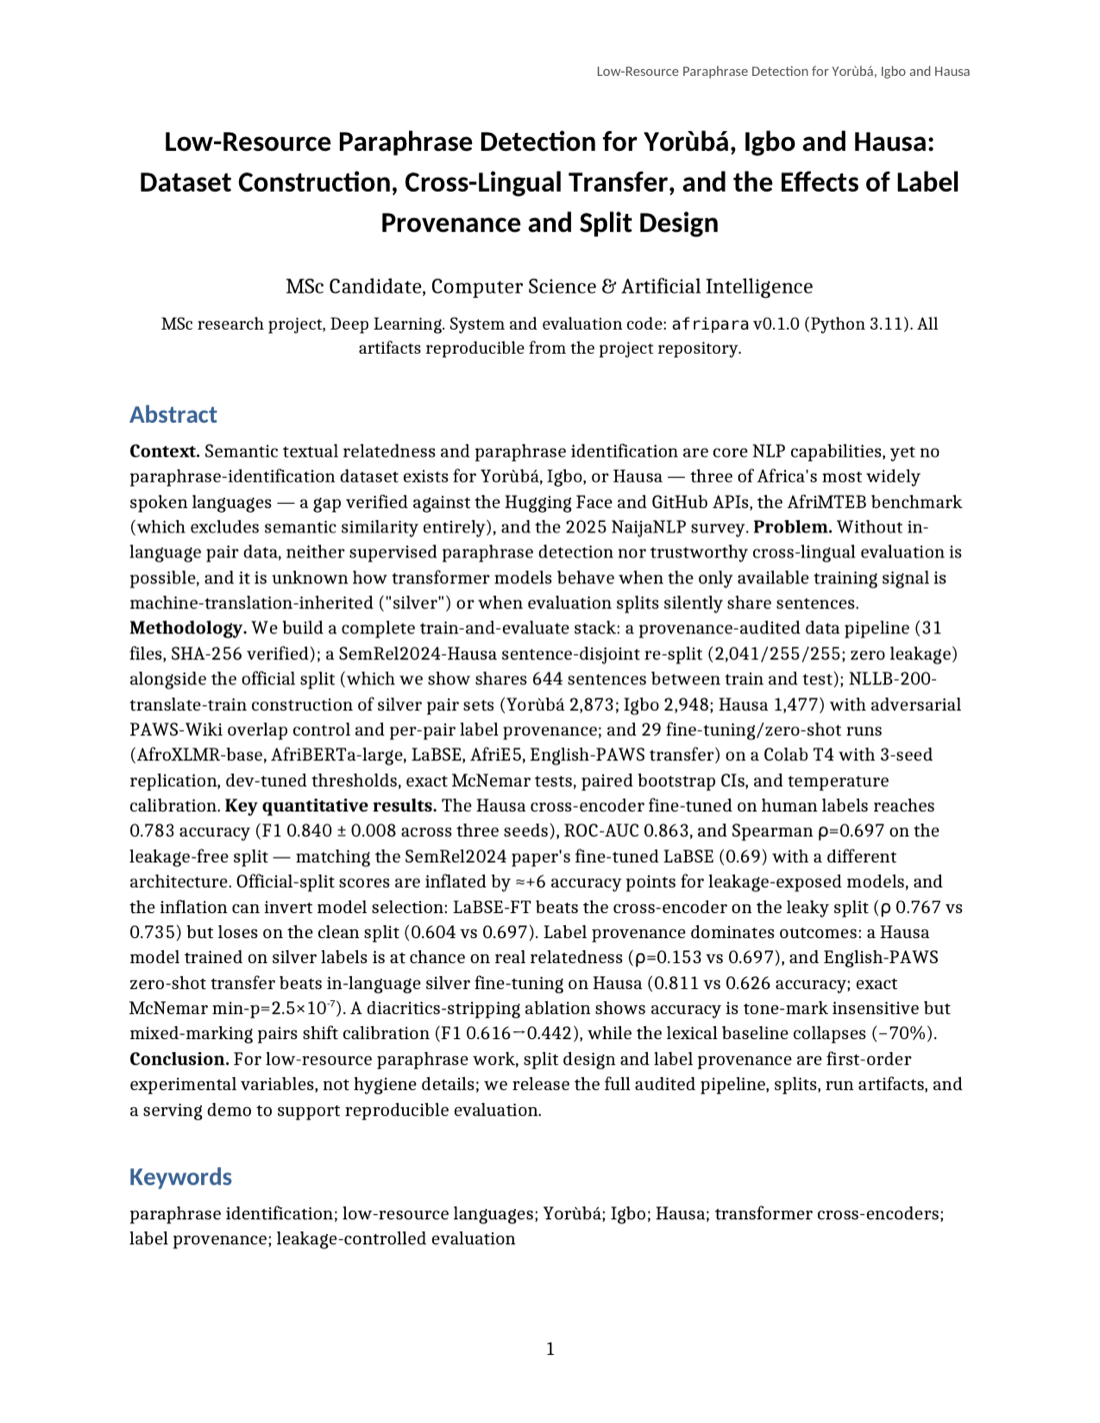 Low-Resource Paraphrase Detection for Yorùbá, Igbo and Hausa
Low-Resource Paraphrase Detection for Yorùbá, Igbo and Hausa:
Dataset Construction, Cross-Lingual Transfer, and the Effects of Label
Provenance and Split Design
MSc Candidate, Computer Science & Artificial Intelligence
MSc research project, Deep Learning. System and evaluation code: afripara v0.1.0 (Python 3.11). All
artifacts reproducible from the project repository.
Abstract
Context. Semantic textual relatedness and paraphrase identification are core NLP capabilities, yet no
paraphrase-identification dataset exists for Yorùbá, Igbo, or Hausa — three of Africa's most widely
spoken languages — a gap verified against the Hugging Face and GitHub APIs, the AfriMTEB benchmark
(which excludes semantic similarity entirely), and the 2025 NaijaNLP survey. Problem. Without in-
language pair data, neither supervised paraphrase detection nor trustworthy cross-lingual evaluation is
possible, and it is unknown how transformer models behave when the only available training signal is
machine-translation-inherited ("silver") or when evaluation splits silently share sentences.
Methodology. We build a complete train-and-evaluate stack: a provenance-audited data pipeline (31
files, SHA-256 verified); a SemRel2024-Hausa sentence-disjoint re-split (2,041/255/255; zero leakage)
alongside the official split (which we show shares 644 sentences between train and test); NLLB-200-
translate-train construction of silver pair sets (Yorùbá 2,873; Igbo 2,948; Hausa 1,477) with adversarial
PAWS-Wiki overlap control and per-pair label provenance; and 29 fine-tuning/zero-shot runs
(AfroXLMR-base, AfriBERTa-large, LaBSE, AfriE5, English-PAWS transfer) on a Colab T4 with 3-seed
replication, dev-tuned thresholds, exact McNemar tests, paired bootstrap CIs, and temperature
calibration. Key quantitative results. The Hausa cross-encoder fine-tuned on human labels reaches
0.783 accuracy (F1 0.840 ± 0.008 across three seeds), ROC-AUC 0.863, and Spearman ρ=0.697 on the
leakage-free split — matching the SemRel2024 paper's fine-tuned LaBSE (0.69) with a different
architecture. Official-split scores are inflated by ≈+6 accuracy points for leakage-exposed models, and
the inflation can invert model selection: LaBSE-FT beats the cross-encoder on the leaky split (ρ 0.767 vs
0.735) but loses on the clean split (0.604 vs 0.697). Label provenance dominates outcomes: a Hausa
model trained on silver labels is at chance on real relatedness (ρ=0.153 vs 0.697), and English-PAWS
zero-shot transfer beats in-language silver fine-tuning on Hausa (0.811 vs 0.626 accuracy; exact
McNemar min-p=2.5×10⁻⁷). A diacritics-stripping ablation shows accuracy is tone-mark insensitive but
mixed-marking pairs shift calibration (F1 0.616→0.442), while the lexical baseline collapses (−70%).
Conclusion. For low-resource paraphrase work, split design and label provenance are first-order
experimental variables, not hygiene details; we release the full audited pipeline, splits, run artifacts, and
a serving demo to support reproducible evaluation.
Keywords
paraphrase identification; low-resource languages; Yorùbá; Igbo; Hausa; transformer cross-encoders;
label provenance; leakage-controlled evaluation
1